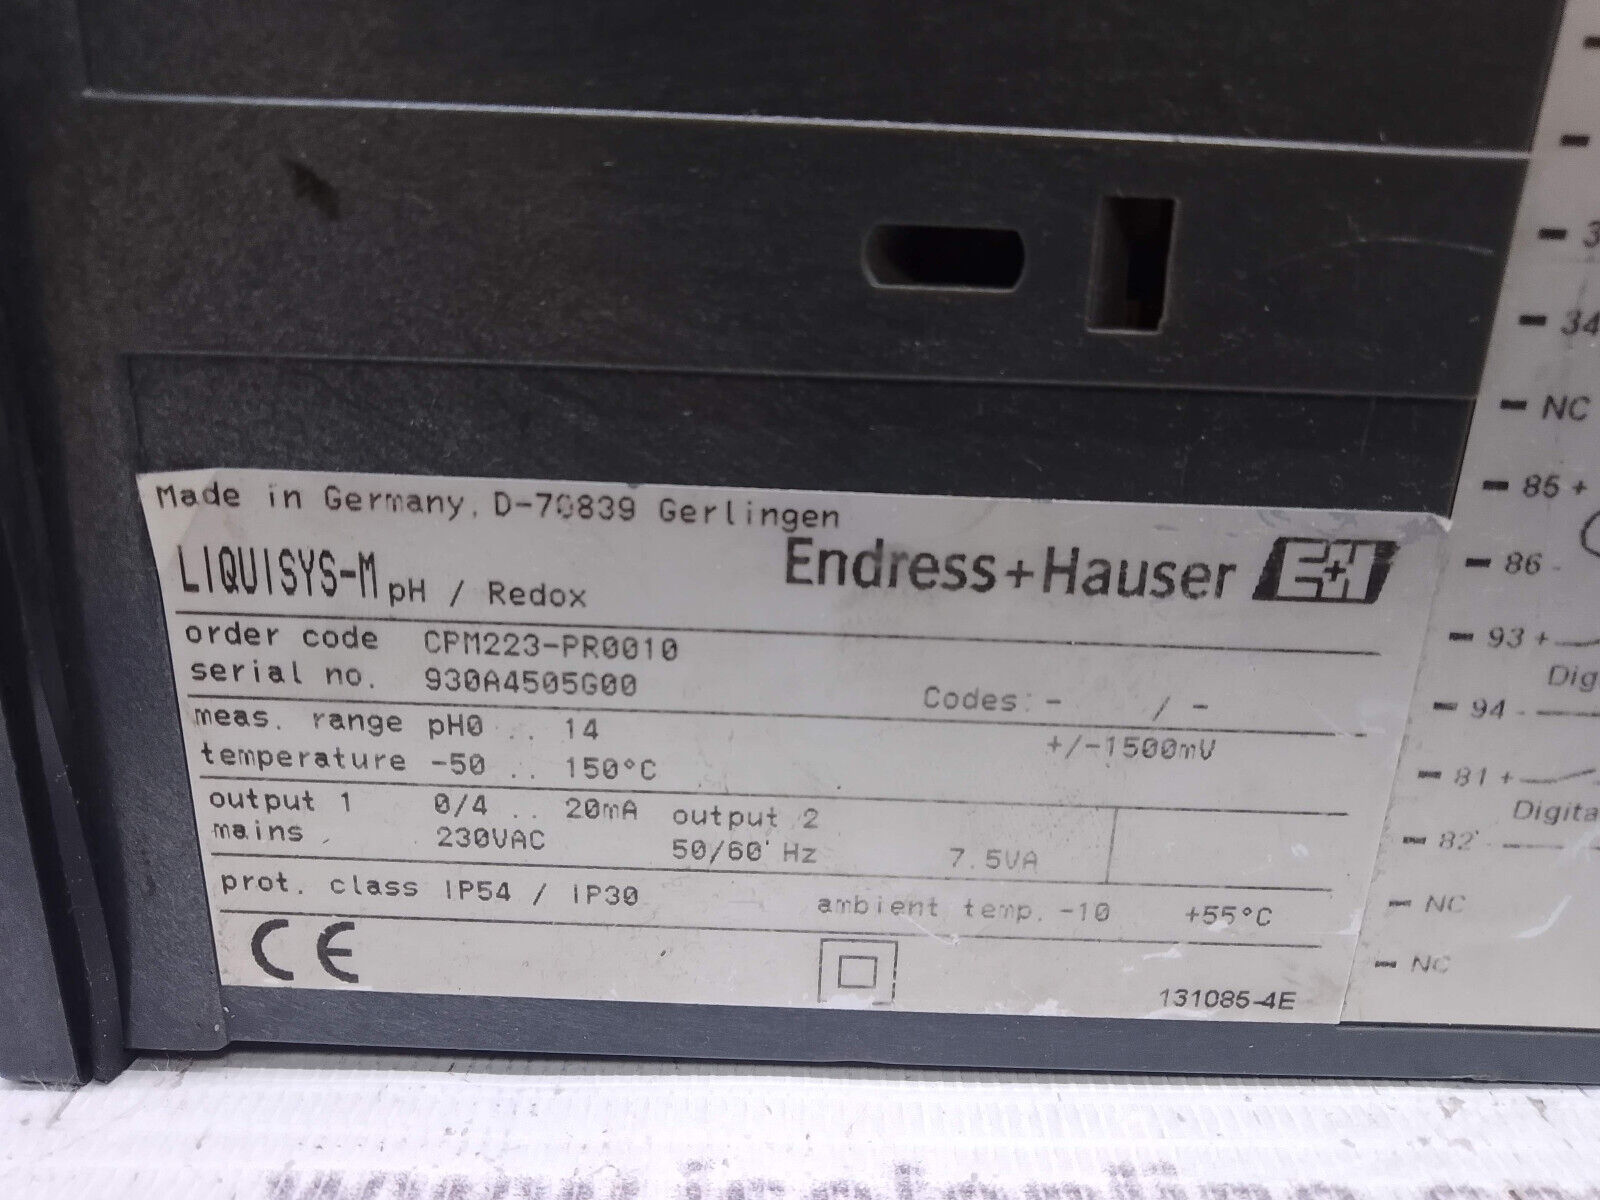 Made in Germany, D-70839 Gerlingen
LIQUISYS-M pH / Redox
Endress+Hauser E+H
order code CPM223-PR0010
serial no. 930A4505G00
Codes: - / -
meas. range pH0 .. 14
+/-1500mV
temperature -50 .. 150°C
output 1 0/4 .. 20mA output 2
mains 230VAC 50/60 Hz 7.5VA
prot. class IP54 / IP30 ambient temp. -10 +55°C
CE
131085-4E
34
NC
85 +
86 -
93 +
Dig
94 -
81 +
Digita
82 -
NC
NC